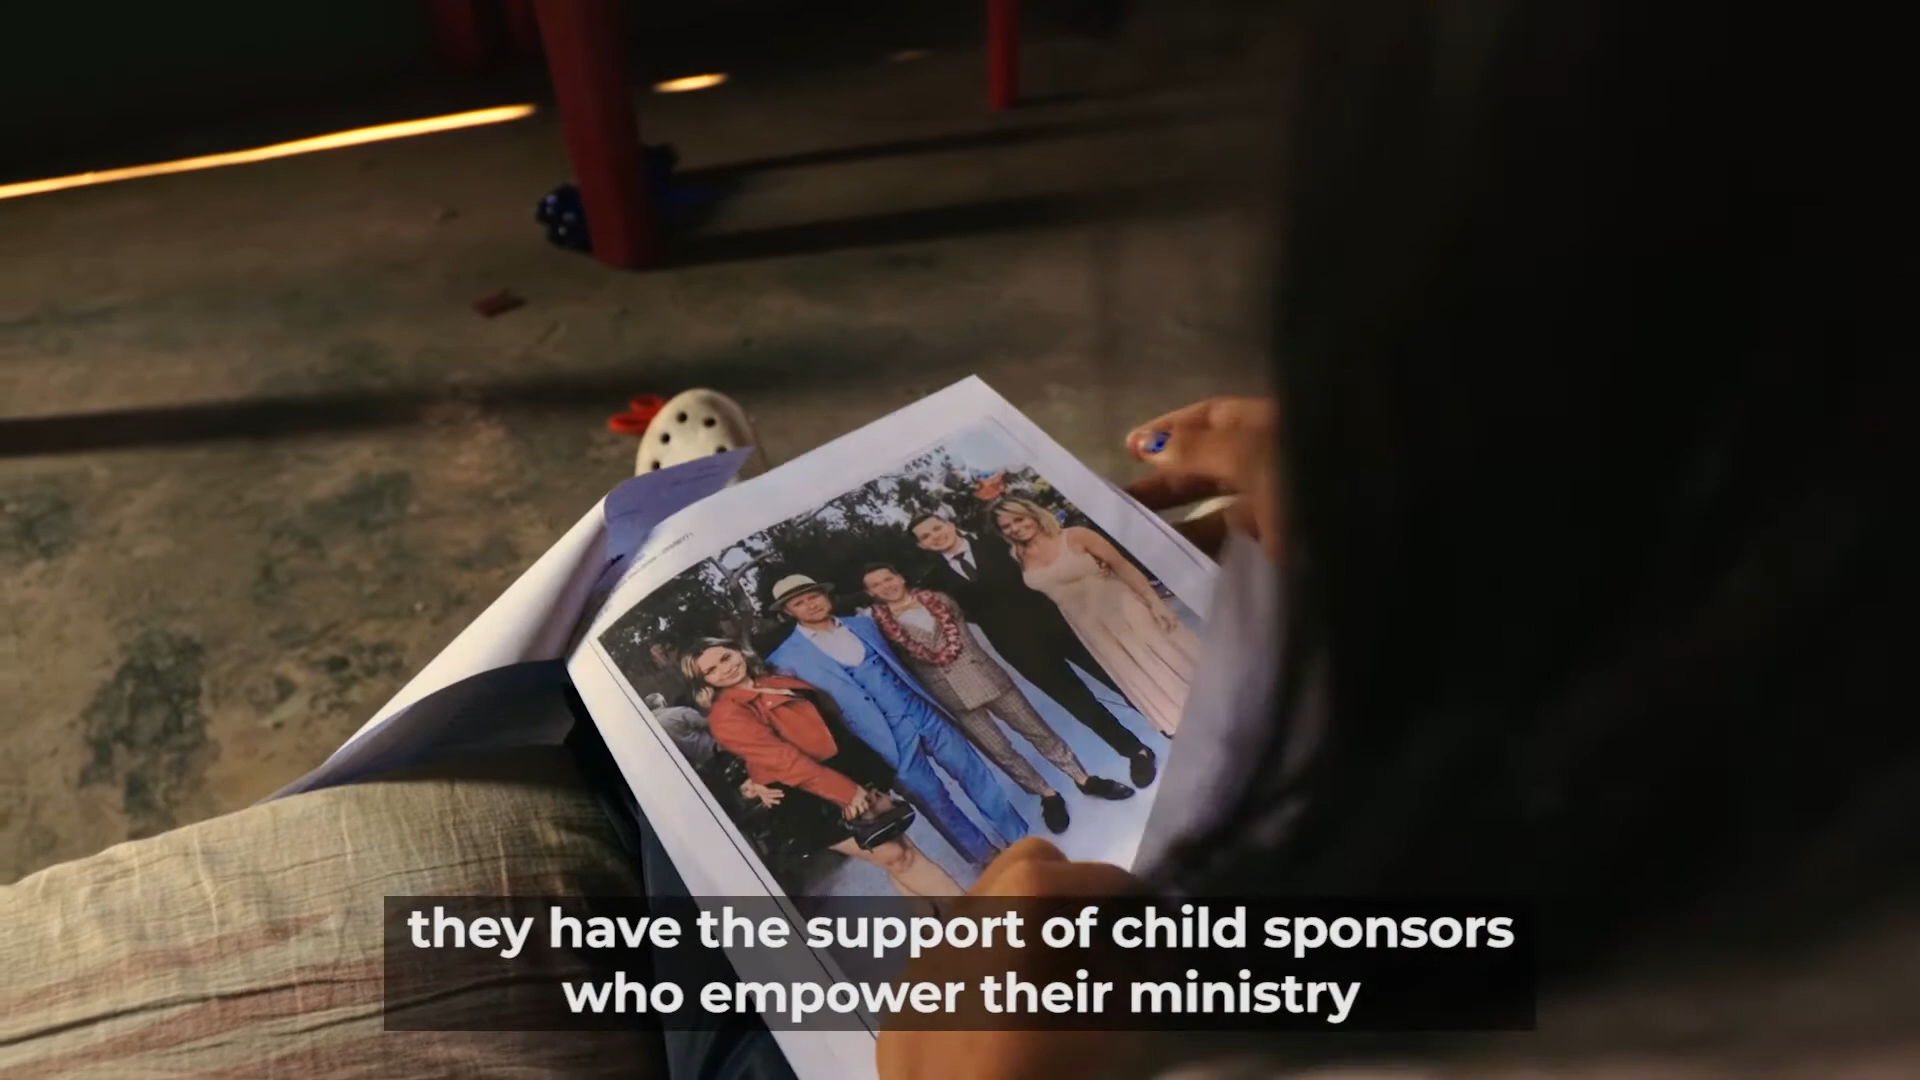 they have the support of child sponsors
who empower their ministry